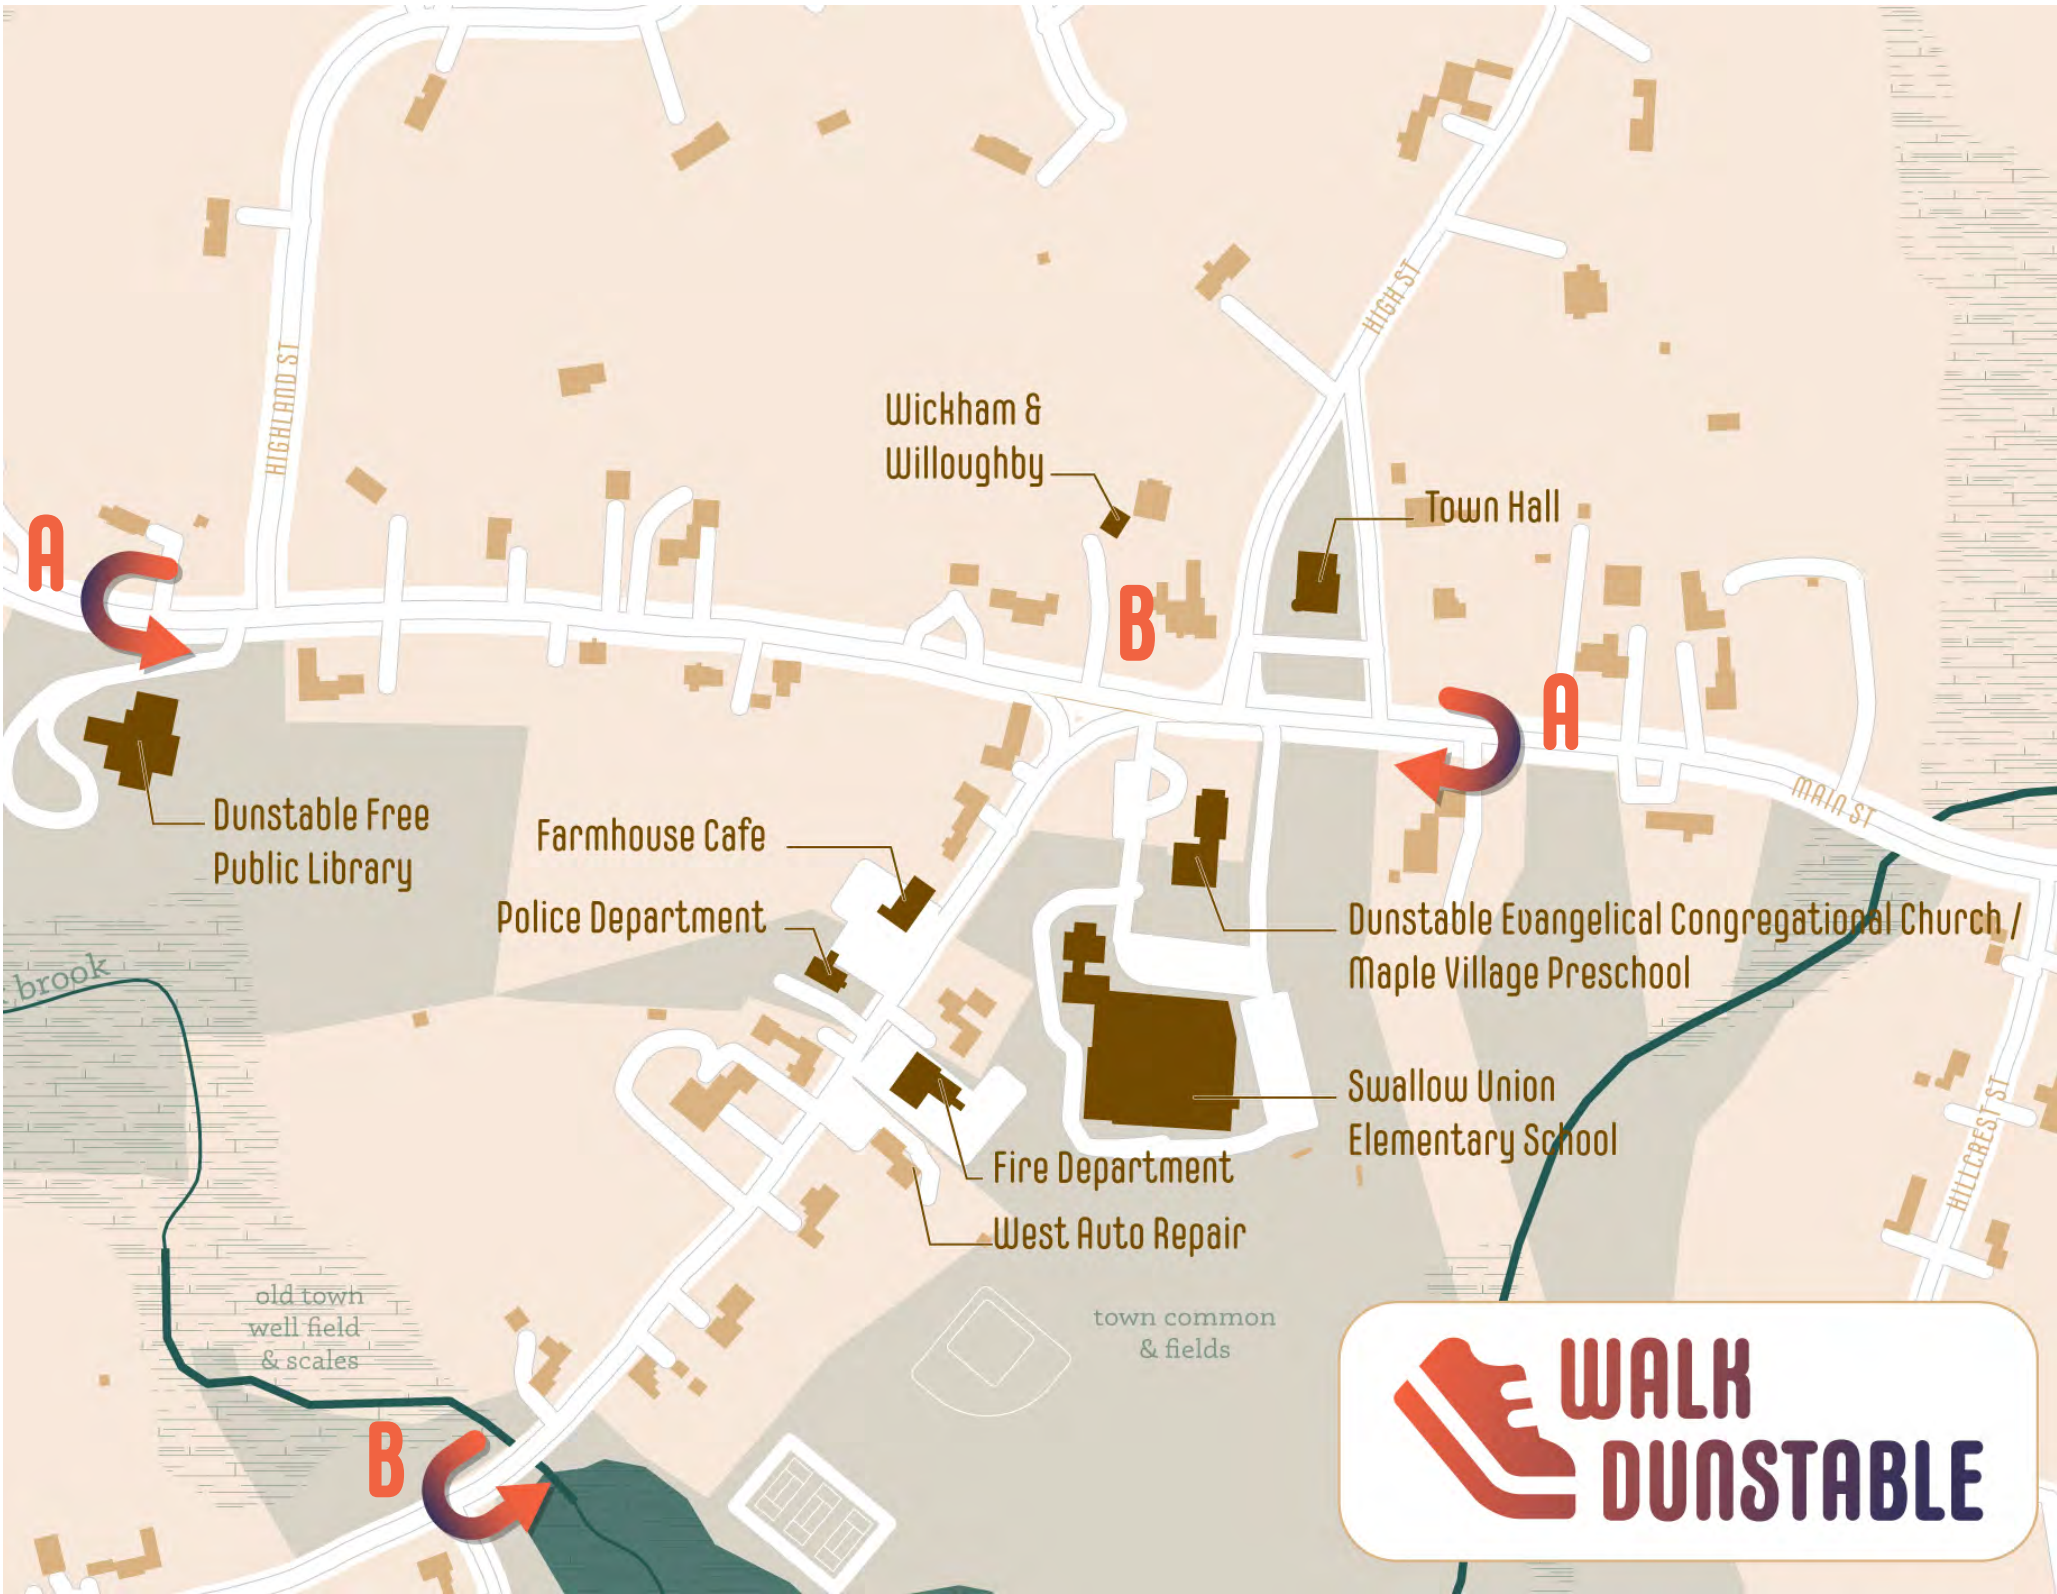 HIGH ST
HIGHLAND ST
Wickham &
Willoughby
Town Hall
A
B
A
MAIN ST
Dunstable Free
Public Library
Farmhouse Cafe
Police Department
Dunstable Evangelical Congregational Church /
Maple Village Preschool
brook
Swallow Union
Elementary School
HILLCREST ST
Fire Department
West Auto Repair
old town
well field
& scales
town common
& fields
B
WALK
DUNSTABLE